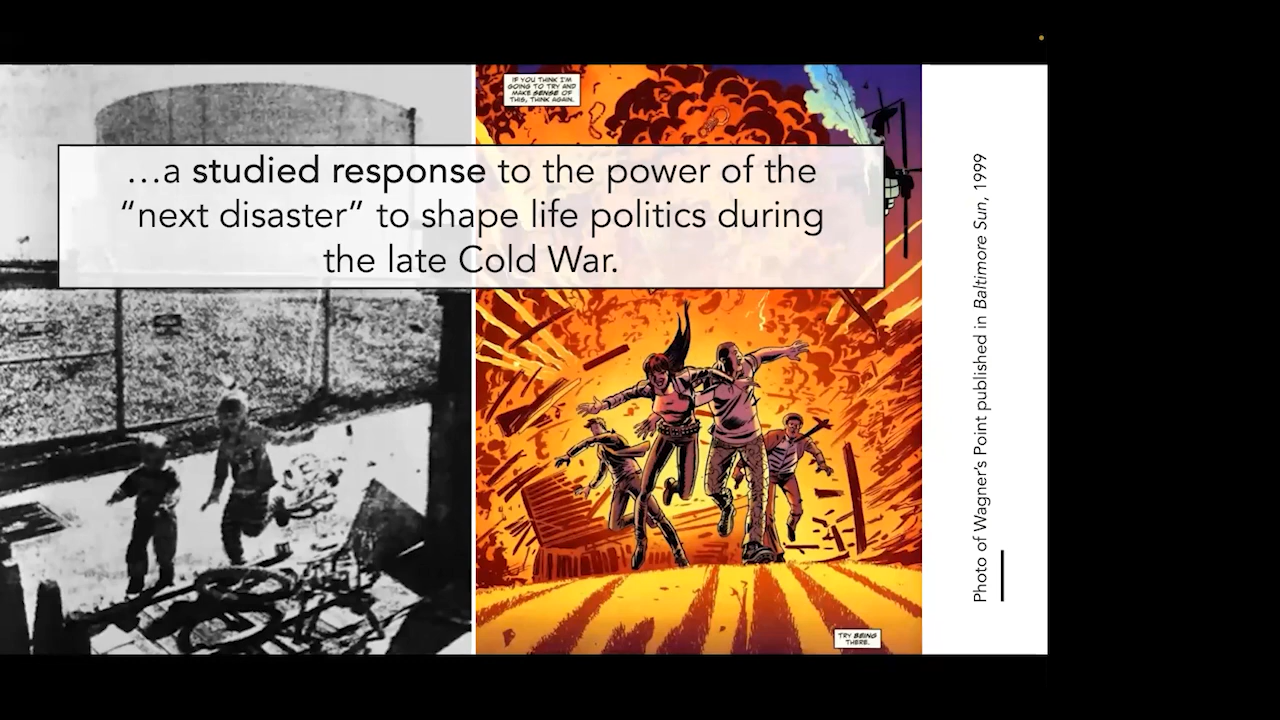 IF YOU THINK I'M
GOING TO TRY AND
MAKE SENSE OF
THIS, THINK AGAIN.
…a studied response to the power of the
“next disaster” to shape life politics during
the late Cold War.
TRY BEING
THERE.
Photo of Wagner's Point published in Baltimore Sun, 1999